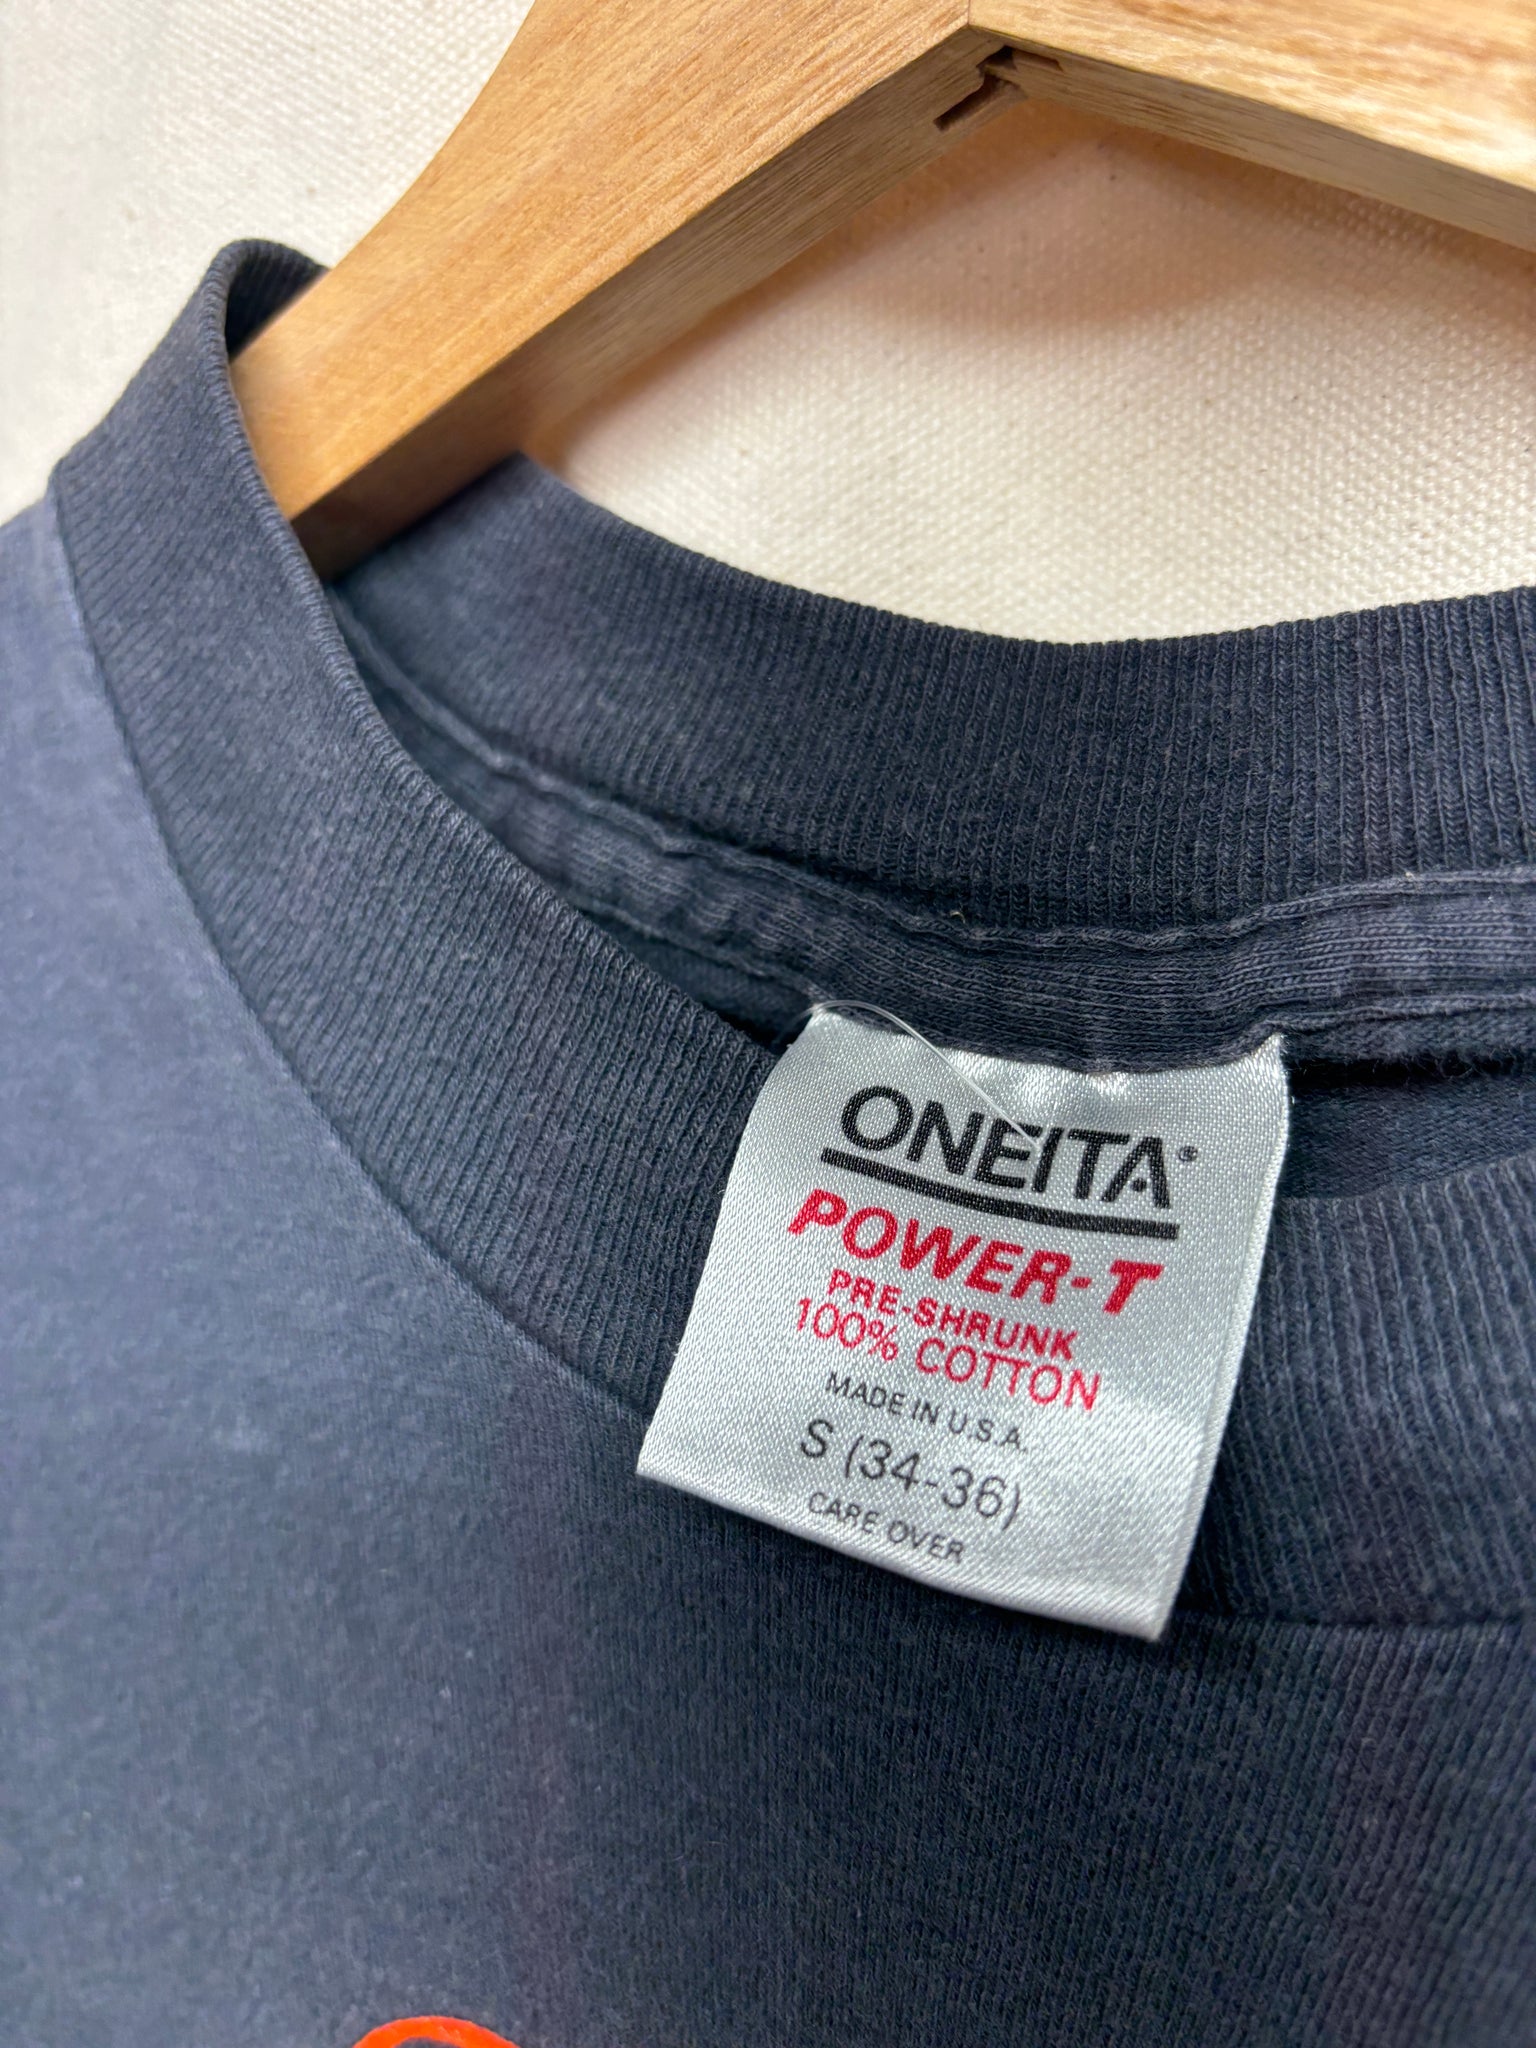 ONEITA®
POWER-T
PRE-SHRUNK
100% COTTON
MADE IN U.S.A.
S (34-36)
CARE OVER